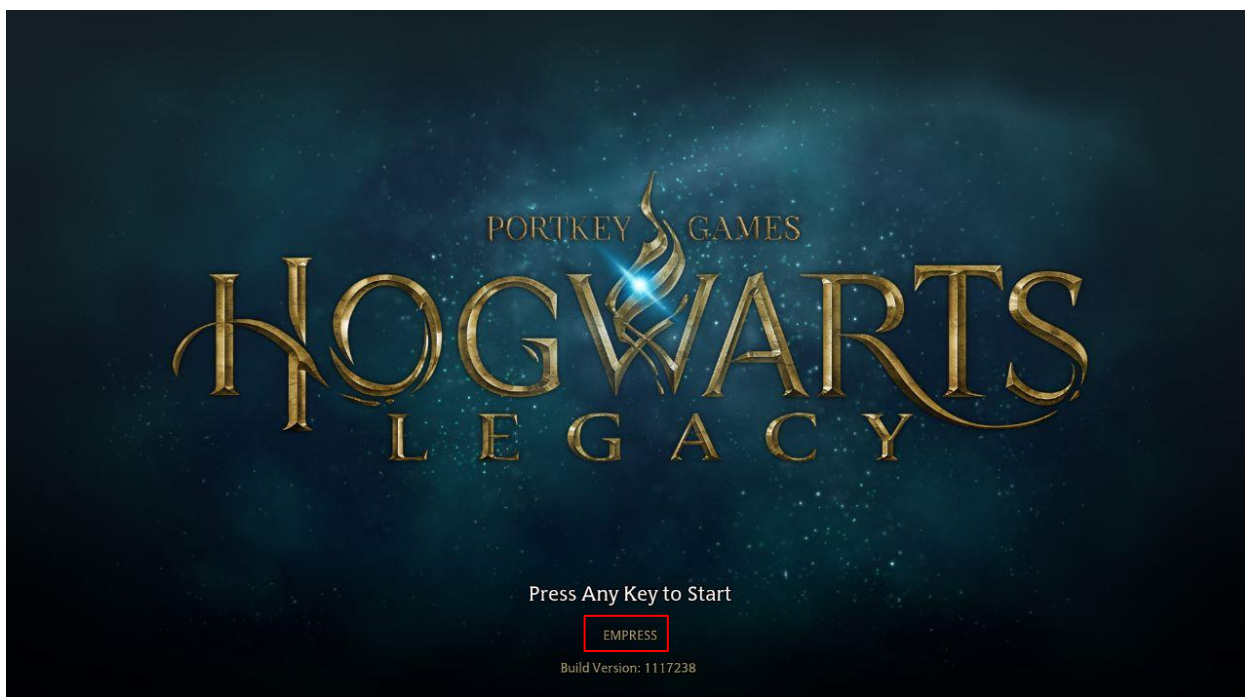 PORTKEY GAMES
HOGWARTS
LEGACY
Press Any Key to Start
EMPRESS
Build Version: 1117238